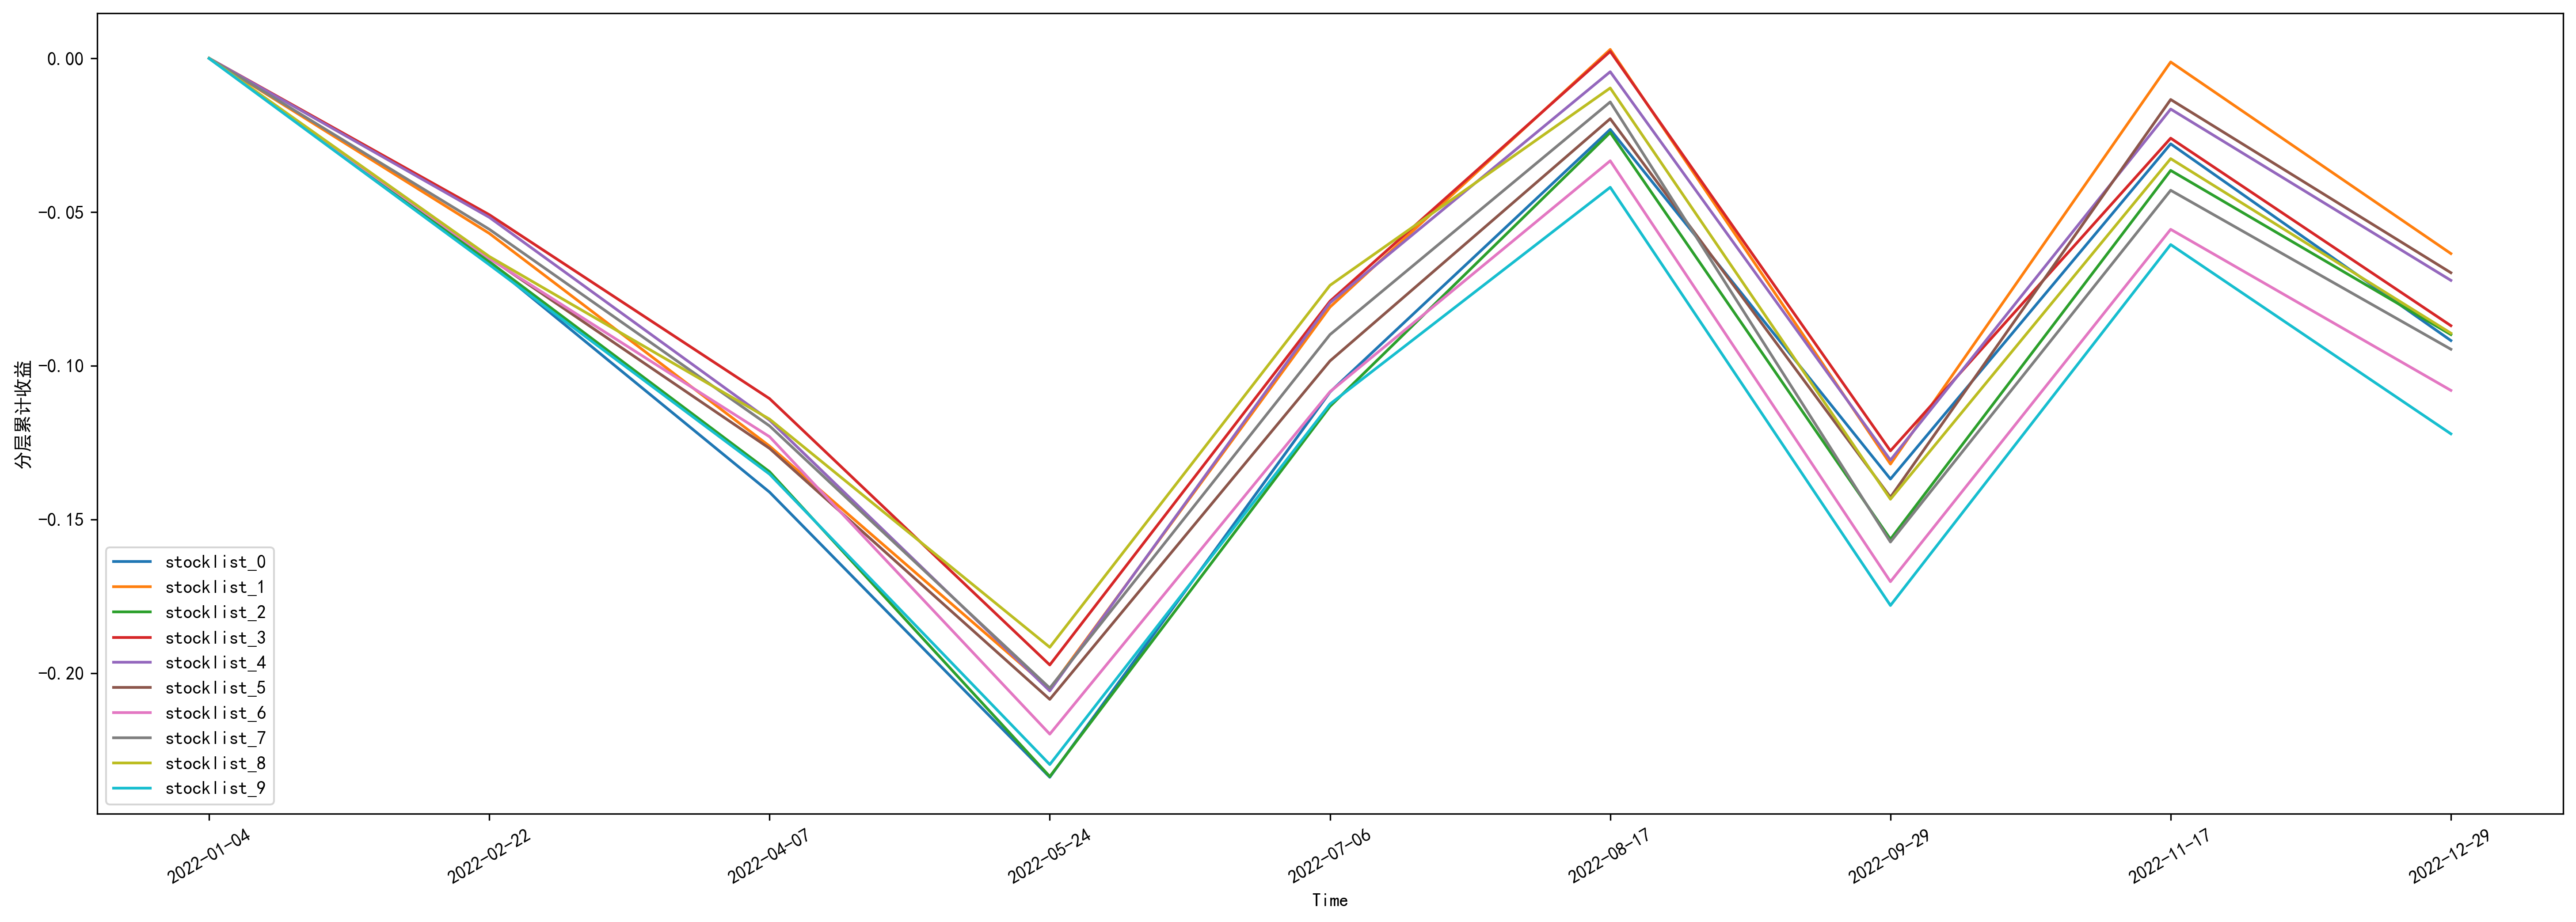 0.00
-0.05
-0.10
-0.15
-0.20
分层累计收益
stocklist_0
stocklist_1
stocklist_2
stocklist_3
stocklist_4
stocklist_5
stocklist_6
stocklist_7
stocklist_8
stocklist_9
2022-01-04
2022-02-22
2022-04-07
2022-05-24
2022-07-06
2022-08-17
2022-09-29
2022-11-17
2022-12-29
Time